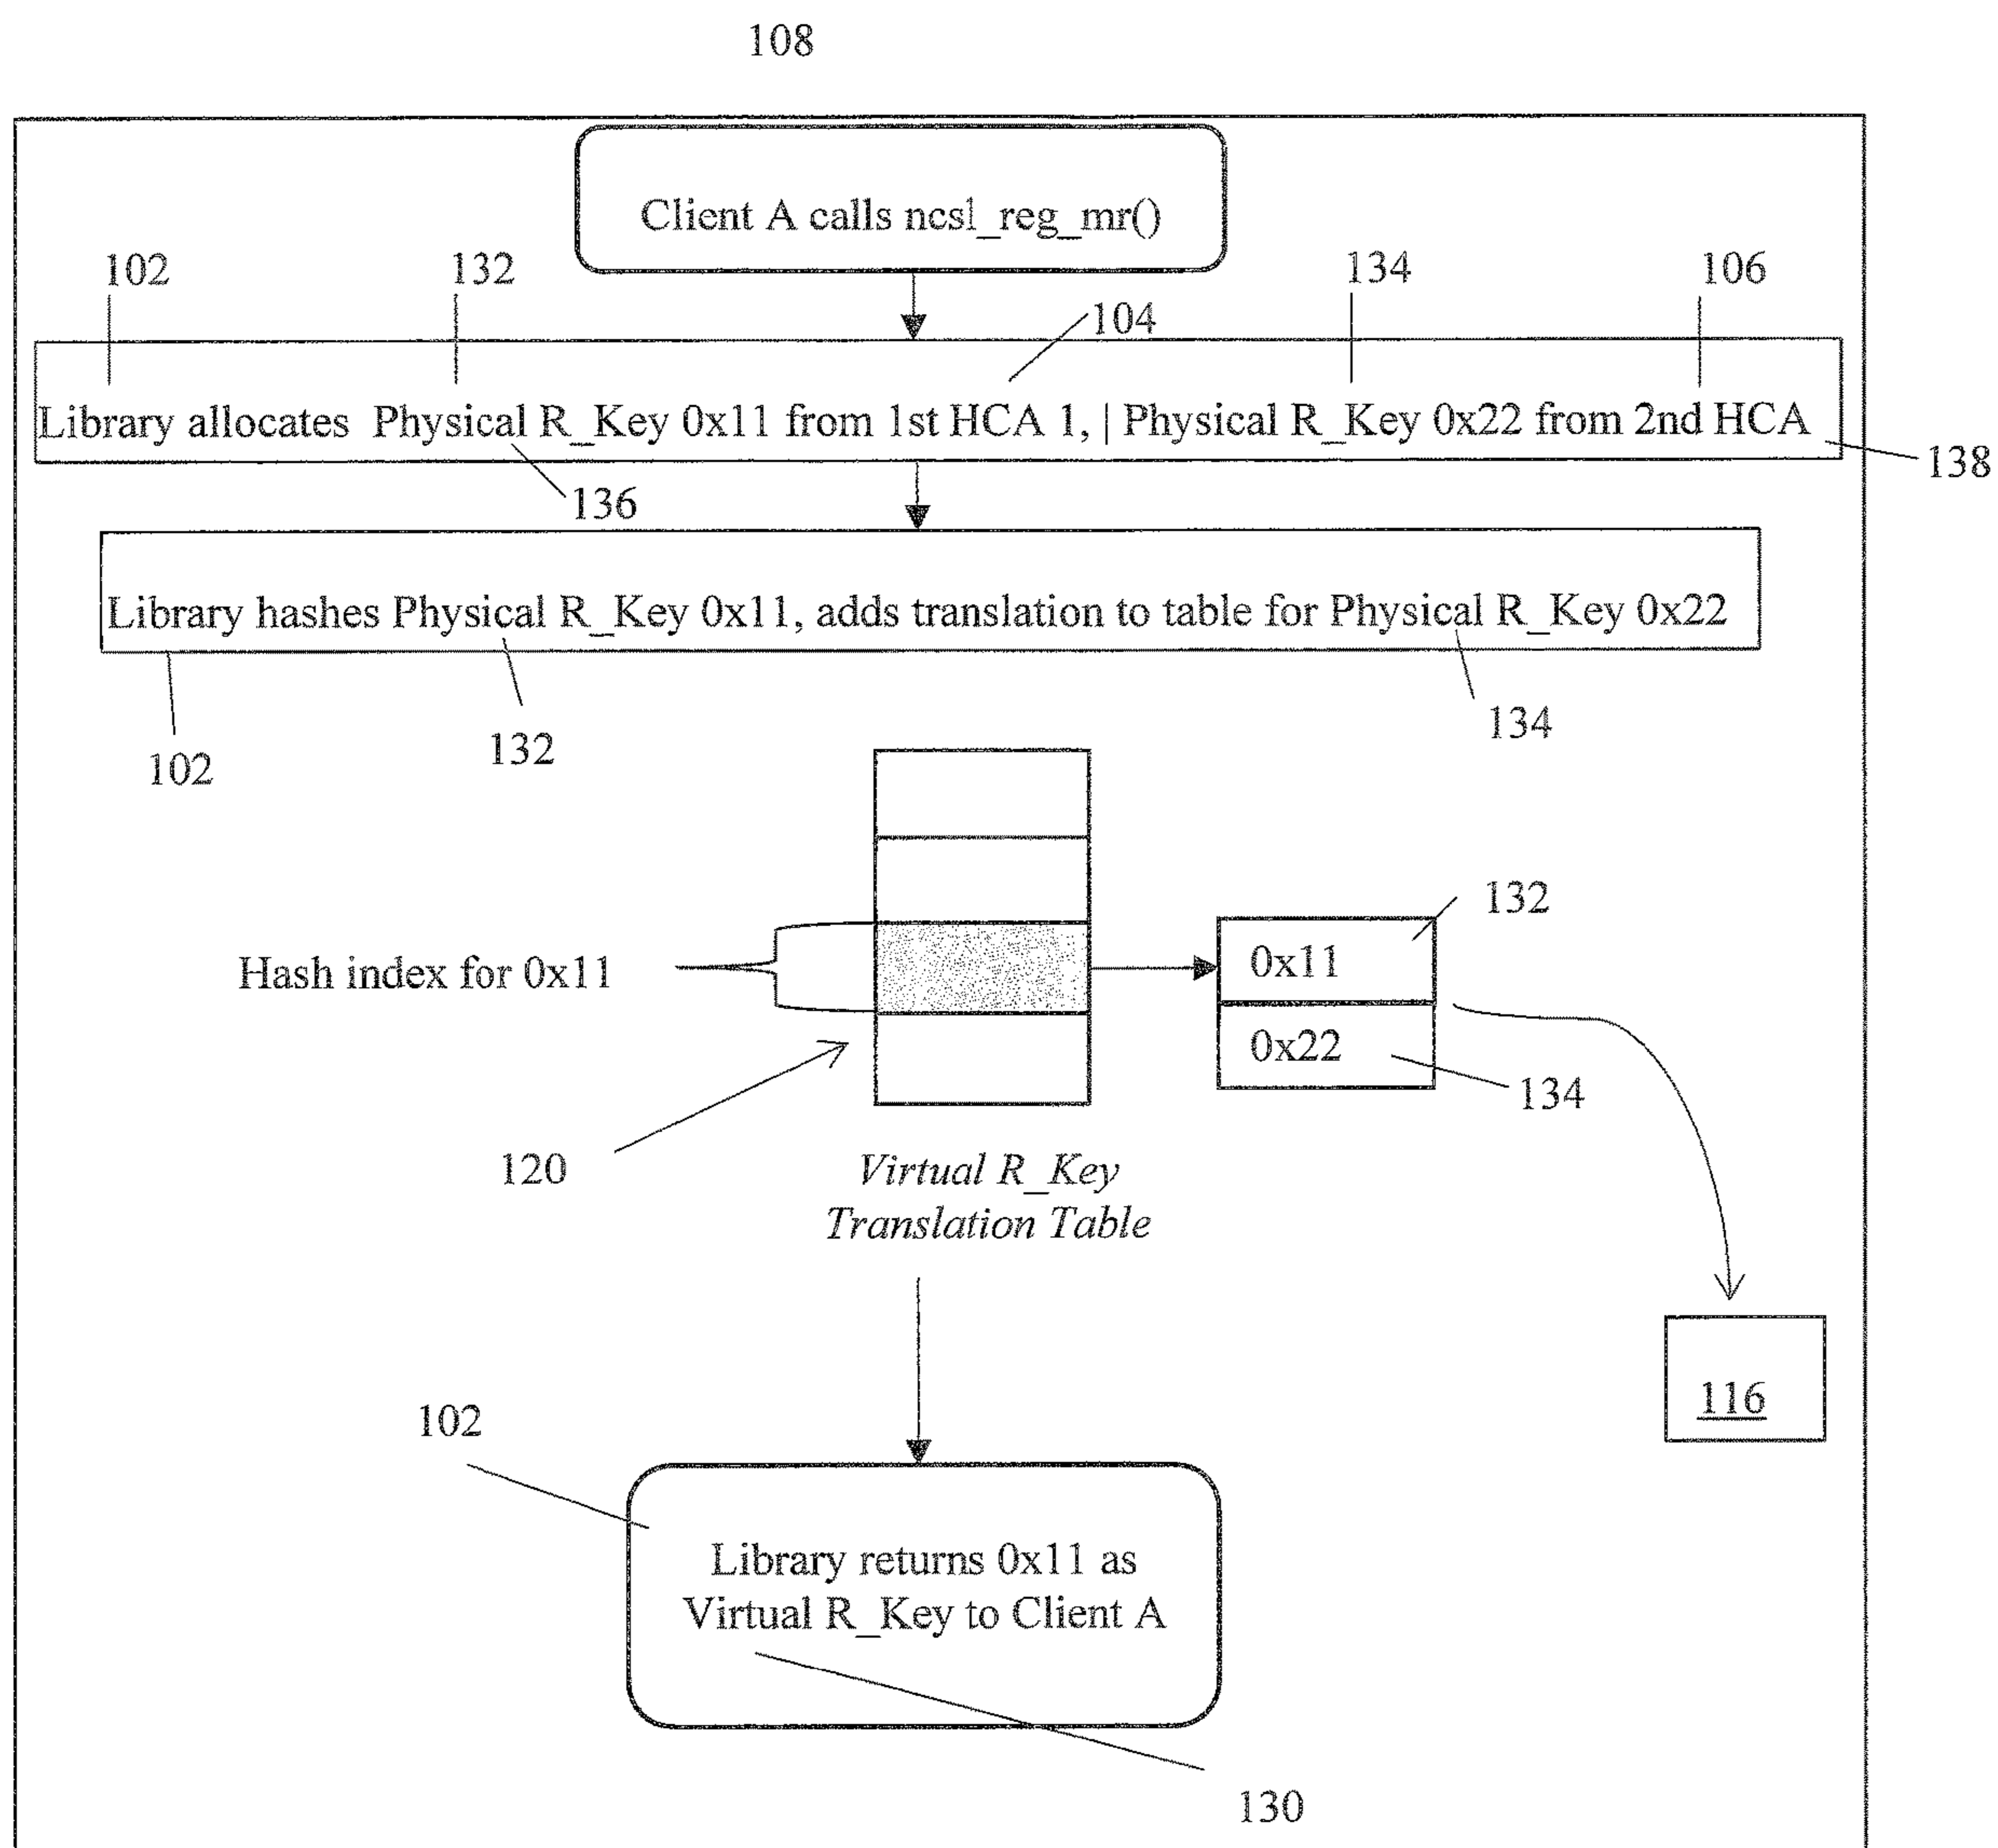 108
Client A calls ncsl_reg_mr()
102
132
134
106
104
Library allocates Physical R_Key 0x11 from 1st HCA 1, | Physical R_Key 0x22 from 2nd HCA
138
136
Library hashes Physical R_Key 0x11, adds translation to table for Physical R_Key 0x22
102
132
134
132
Hash index for 0x11
0x11
0x22
134
120
Virtual R_Key
Translation Table
116
102
Library returns 0x11 as
Virtual R_Key to Client A
130